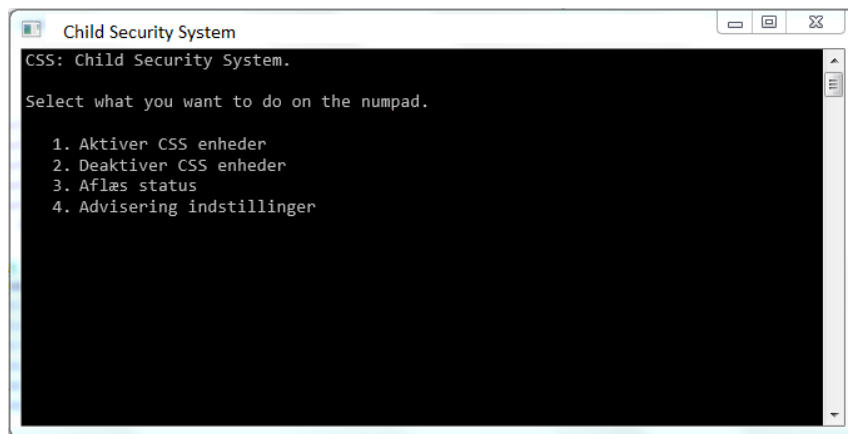 Child Security System
CSS: Child Security System.
Select what you want to do on the numpad.
1. Aktiver CSS enheder
2. Deaktiver CSS enheder
3. Aflæs status
4. Advisering indstillinger